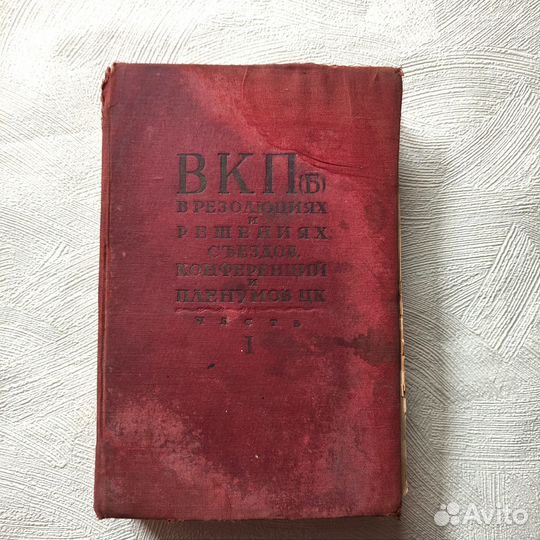 ВКП(Б)
В РЕЗОЛЮЦИЯХ
И
РЕШЕНИЯХ
СЪЕЗДОВ,
КОНФЕРЕНЦИЙ
И
ПЛЕНУМОВ ЦК
ЧАСТЬ
I
Avito